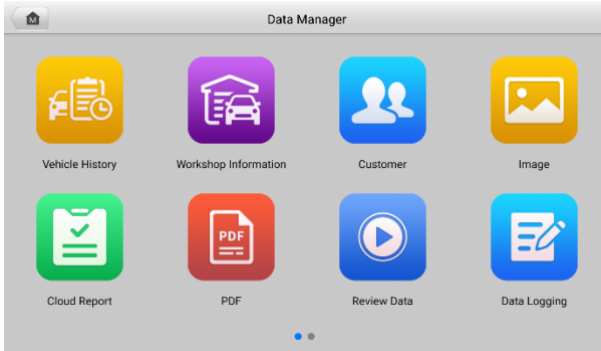 M
Data Manager
Vehicle History
Workshop Information
Customer
Image
PDF
Cloud Report
PDF
Review Data
Data Logging